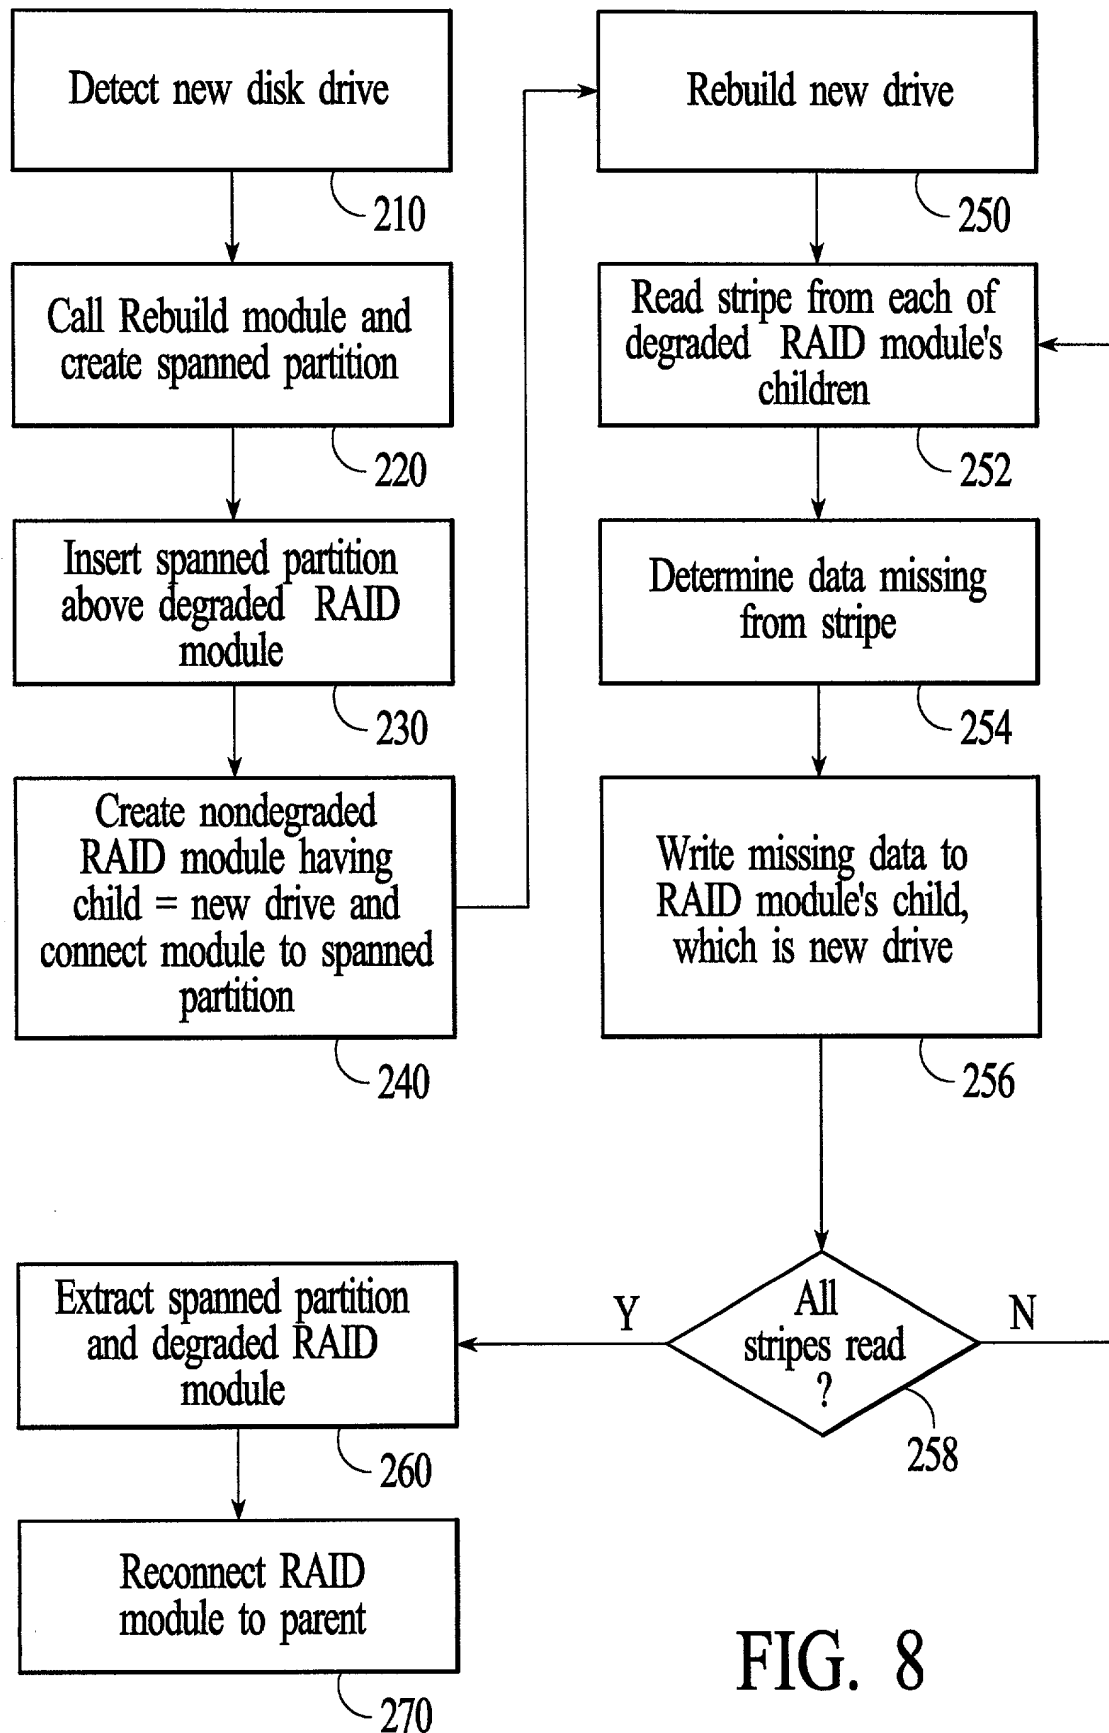 Detect new disk drive
210
Call Rebuild module and
create spanned partition
220
Insert spanned partition
above degraded RAID
module
230
Create nondegraded
RAID module having
child = new drive and
connect module to spanned
partition
240
Rebuild new drive
250
Read stripe from each of
degraded RAID module's
children
252
Determine data missing
from stripe
254
Write missing data to
RAID module's child,
which is new drive
256
All
stripes read
?
258
Y
N
Extract spanned partition
and degraded RAID
module
260
Reconnect RAID
module to parent
270
FIG. 8